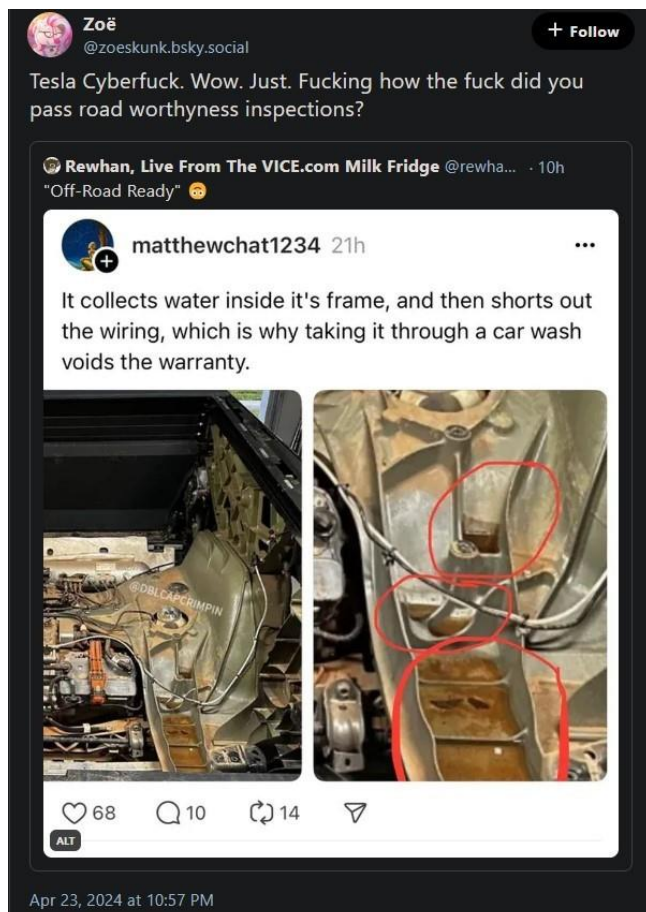 Zoë
@zoeskunk.bsky.social
+ Follow
Tesla Cyberfuck. Wow. Just. Fucking how the fuck did you
pass road worthyness inspections?
Rewhan, Live From The VICE.com Milk Fridge @rewha... · 10h
"Off-Road Ready" 🙃
matthewchat1234 21h
It collects water inside it's frame, and then shorts out
the wiring, which is why taking it through a car wash
voids the warranty.
@DBLCAPCRIMPIN
68 10 14
ALT
Apr 23, 2024 at 10:57 PM